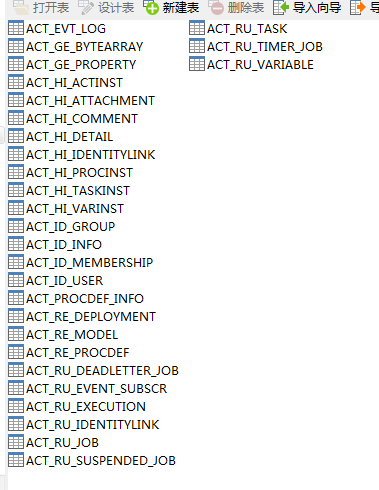 打开表 设计表 新建表 删除表 导入向导 导
ACT_EVT_LOG
ACT_GE_BYTEARRAY
ACT_GE_PROPERTY
ACT_HI_ACTINST
ACT_HI_ATTACHMENT
ACT_HI_COMMENT
ACT_HI_DETAIL
ACT_HI_IDENTITYLINK
ACT_HI_PROCINST
ACT_HI_TASKINST
ACT_HI_VARINST
ACT_ID_GROUP
ACT_ID_INFO
ACT_ID_MEMBERSHIP
ACT_ID_USER
ACT_PROCDEF_INFO
ACT_RE_DEPLOYMENT
ACT_RE_MODEL
ACT_RE_PROCDEF
ACT_RU_DEADLETTER_JOB
ACT_RU_EVENT_SUBSCR
ACT_RU_EXECUTION
ACT_RU_IDENTITYLINK
ACT_RU_JOB
ACT_RU_SUSPENDED_JOB
ACT_RU_TASK
ACT_RU_TIMER_JOB
ACT_RU_VARIABLE